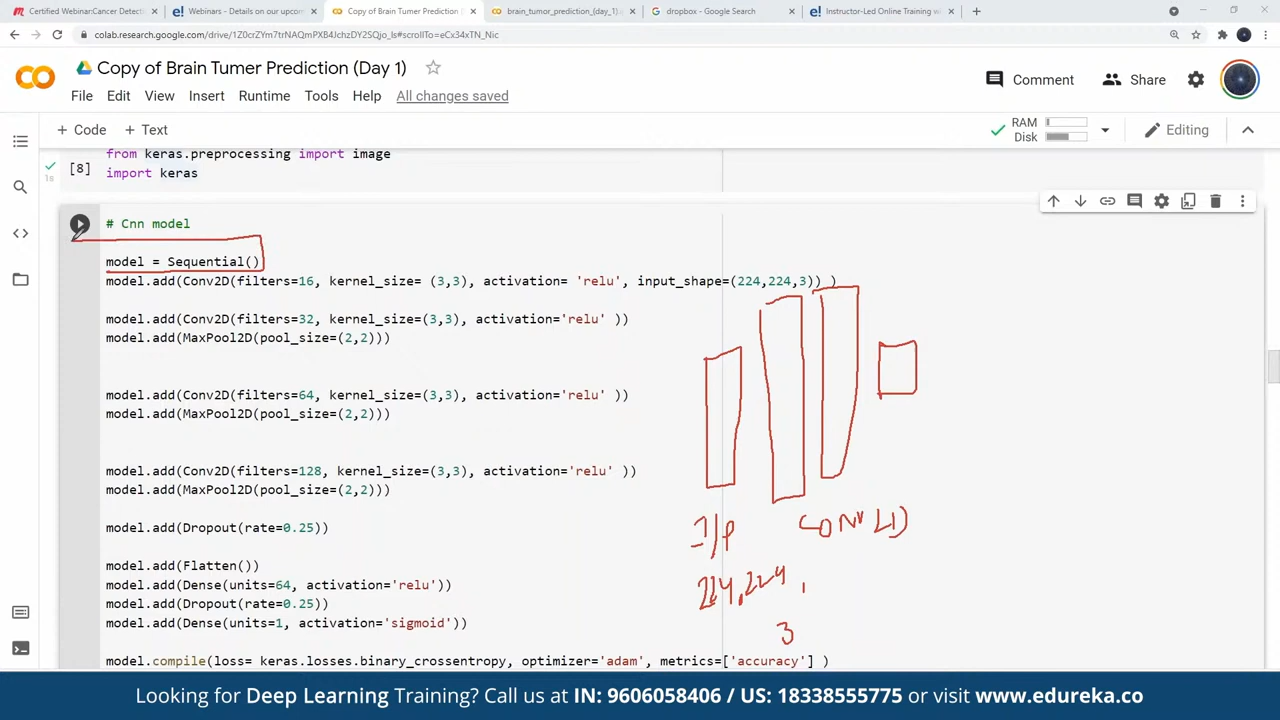 Certified Webinar:Cancer Detecti
Webinars - Details on our upcom
Copy of Brain Tumer Prediction (
brain_tumor_prediction_(day_1).i
dropbox - Google Search
Instructor-Led Online Training wi
colab.research.google.com/drive/1Z0crZYm7trNAQmPXB4JchzDY2SQjo_ls#scrollTo=eCx34xTN_Nic
Copy of Brain Tumer Prediction (Day 1)
Comment
Share
File Edit View Insert Runtime Tools Help All changes saved
+ Code + Text
RAM
Disk
Editing
from keras.preprocessing import image
[8] import keras
1s
# Cnn model
model = Sequential()
model.add(Conv2D(filters=16, kernel_size= (3,3), activation= 'relu', input_shape=(224,224,3)) )
model.add(Conv2D(filters=32, kernel_size=(3,3), activation='relu' ))
model.add(MaxPool2D(pool_size=(2,2)))
model.add(Conv2D(filters=64, kernel_size=(3,3), activation='relu' ))
model.add(MaxPool2D(pool_size=(2,2)))
model.add(Conv2D(filters=128, kernel_size=(3,3), activation='relu' ))
model.add(MaxPool2D(pool_size=(2,2)))
model.add(Dropout(rate=0.25))
model.add(Flatten())
model.add(Dense(units=64, activation='relu'))
model.add(Dropout(rate=0.25))
model.add(Dense(units=1, activation='sigmoid'))
model.compile(loss= keras.losses.binary_crossentropy, optimizer='adam', metrics=['accuracy'] )
I/P
224,224,
3
Looking for Deep Learning Training? Call us at IN: 9606058406 / US: 18338555775 or visit www.edureka.co